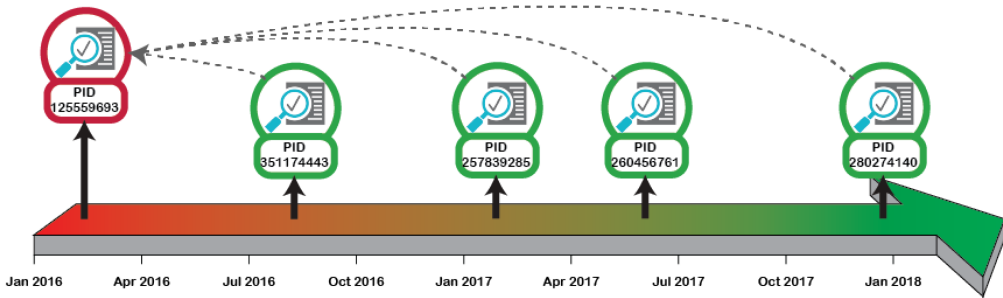 PID
125559693
PID
351174443
PID
257839285
PID
260456761
PID
280274140
Jan 2016
Apr 2016
Jul 2016
Oct 2016
Jan 2017
Apr 2017
Jul 2017
Oct 2017
Jan 2018